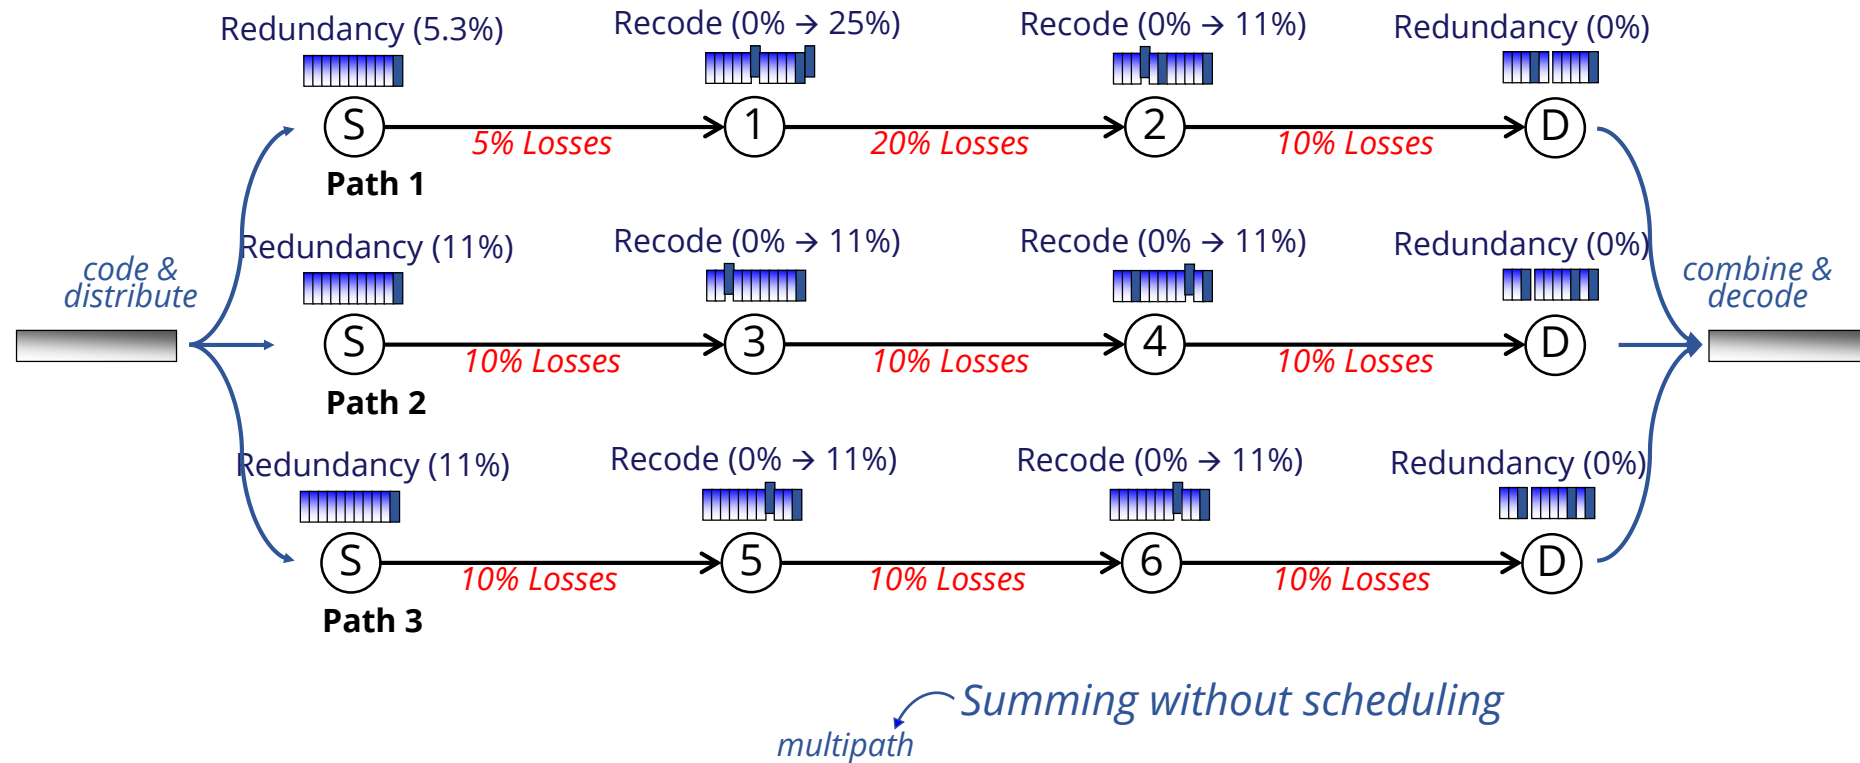 Redundancy (5.3%)
Recode (0% → 25%)
Recode (0% → 11%)
Redundancy (0%)
S
1
2
D
5% Losses
20% Losses
10% Losses
Path 1
Redundancy (11%)
Recode (0% → 11%)
Recode (0% → 11%)
Redundancy (0%)
code &
distribute
combine &
decode
S
3
4
D
10% Losses
10% Losses
10% Losses
Path 2
Redundancy (11%)
Recode (0% → 11%)
Recode (0% → 11%)
Redundancy (0%)
S
5
6
D
10% Losses
10% Losses
10% Losses
Path 3
Summing without scheduling
multipath